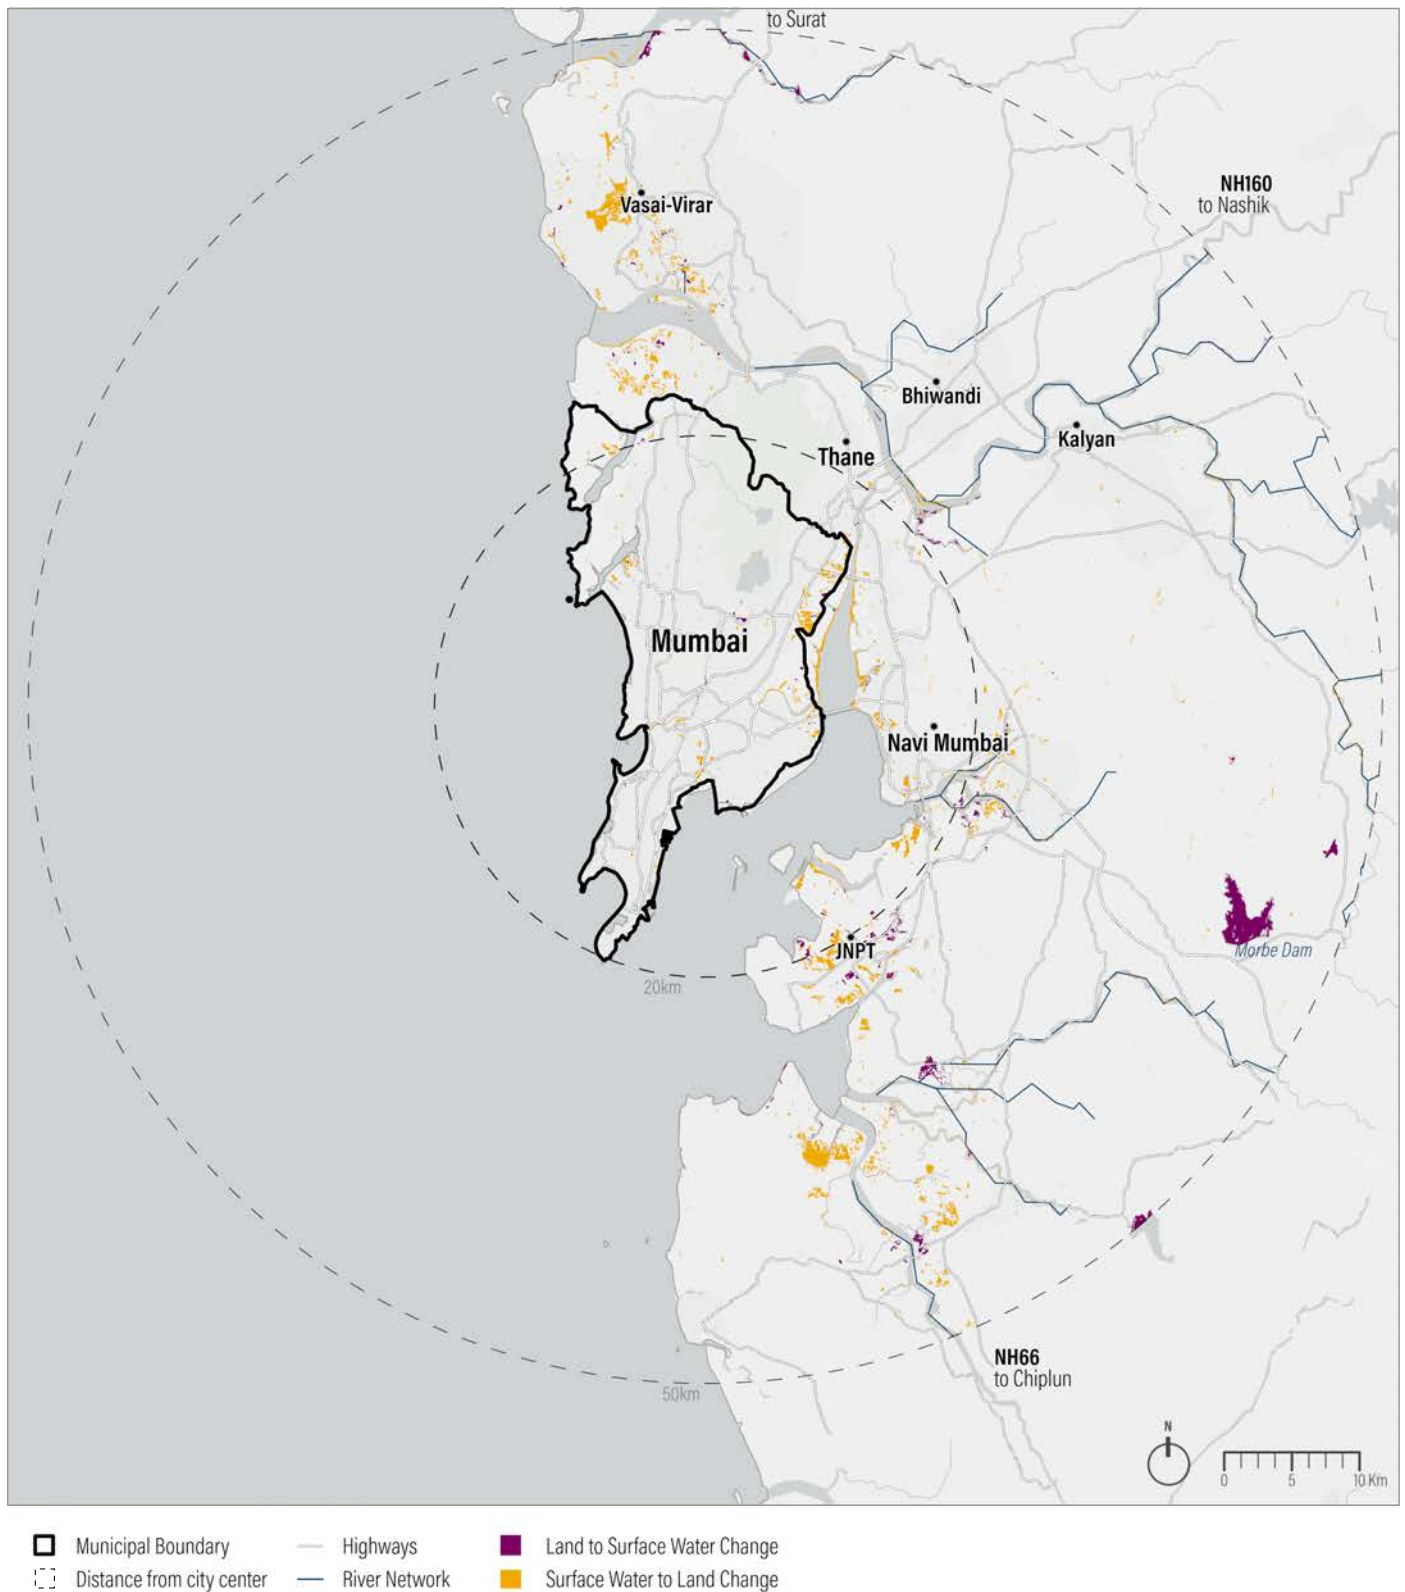 to Surat
NH160
to Nashik
Vasai-Virar
Bhiwandi
Kalyan
Thane
Mumbai
Navi Mumbai
JNPT
Morbe Dam
20km
NH66
to Chiplun
50km
N
0 5 10 Km
Municipal Boundary
Highways
Land to Surface Water Change
Distance from city center
River Network
Surface Water to Land Change